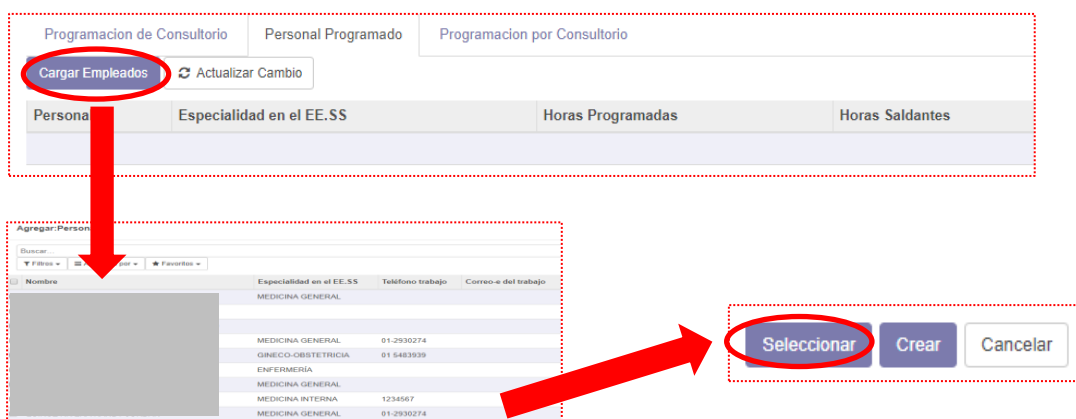 Programacion de Consultorio Personal Programado Programacion por Consultorio
Cargar Empleados Actualizar Cambio
Persona Especialidad en el EE.SS Horas Programadas Horas Saldantes
Agregar:Person
Buscar...
Filtros por Favoritos
Nombre Especialidad en el EE.SS Teléfono trabajo Correo-e del trabajo
MEDICINA GENERAL
MEDICINA GENERAL 01-2930274
GINECO-OBSTETRICIA 01 5483939
ENFERMERÍA
MEDICINA GENERAL
MEDICINA INTERNA 1234567
MEDICINA GENERAL 01-2930274
Seleccionar Crear Cancelar